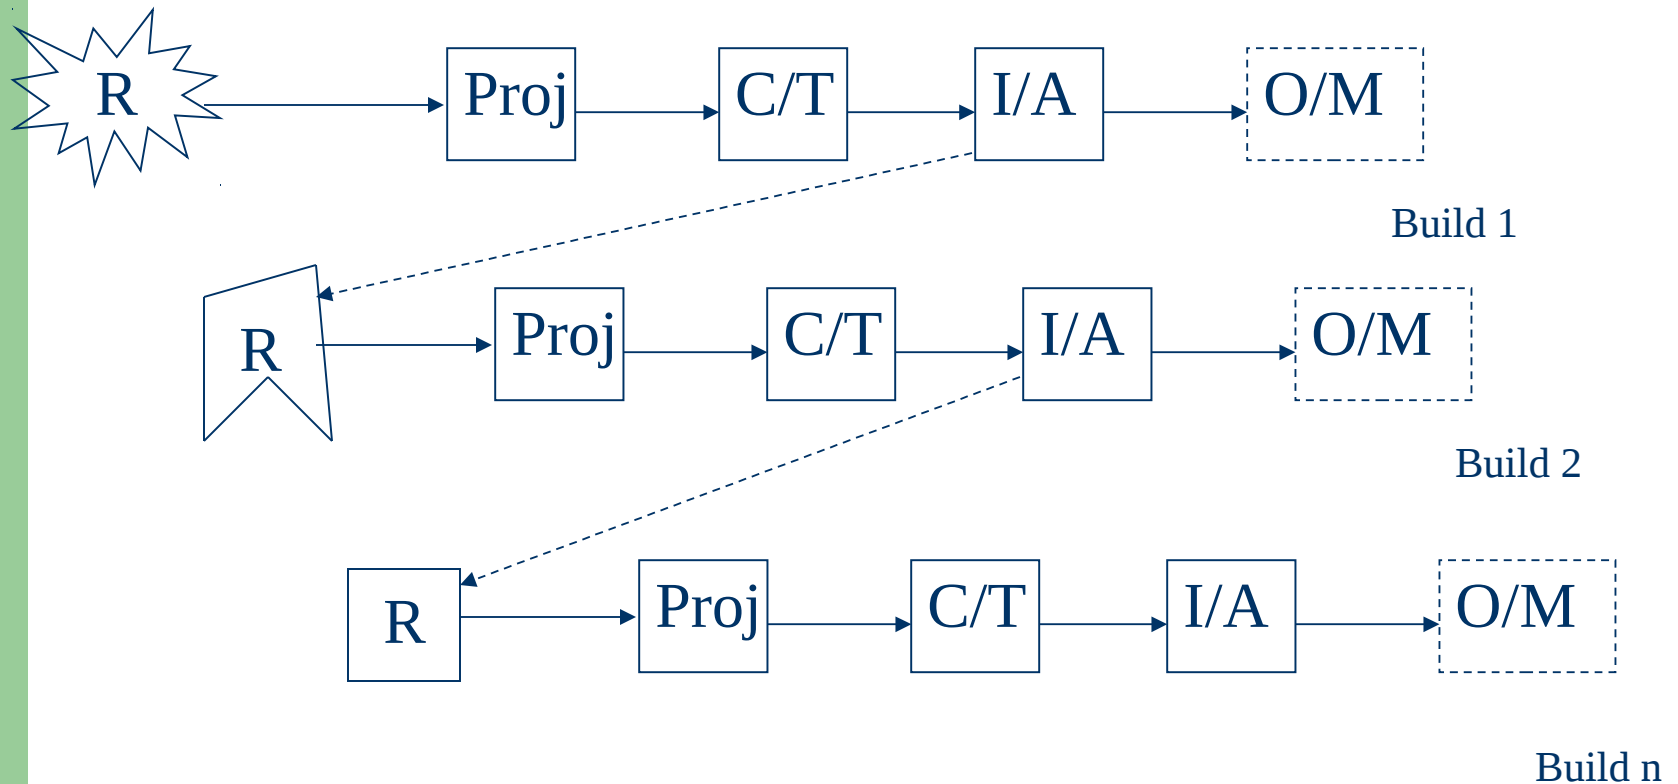 R Proj C/T I/A O/M
Build 1
R Proj C/T I/A O/M
Build 2
R Proj C/T I/A O/M
Build n